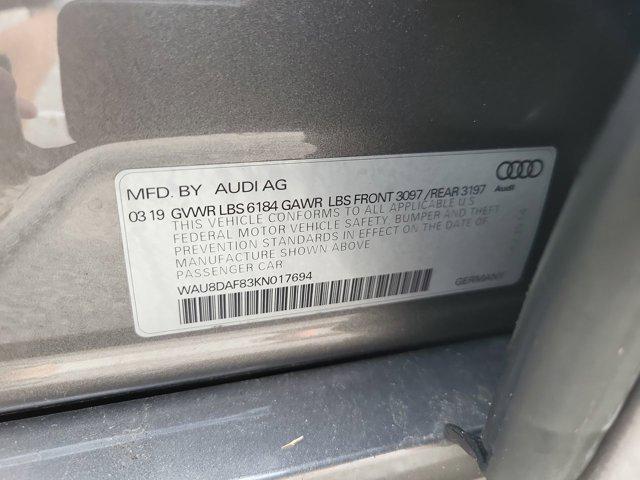 MFD. BY AUDI AG
Audi
03 19 GVWR LBS 6184 GAWR LBS FRONT 3097 /REAR 3197
THIS VEHICLE CONFORMS TO ALL APPLICABLE U.S
FEDERAL MOTOR VEHICLE SAFETY, BUMPER AND THEFT
PREVENTION STANDARDS IN EFFECT ON THE DATE OF
MANUFACTURE SHOWN ABOVE
PASSENGER CAR
WAU8DAF83KN017694
GERMANY